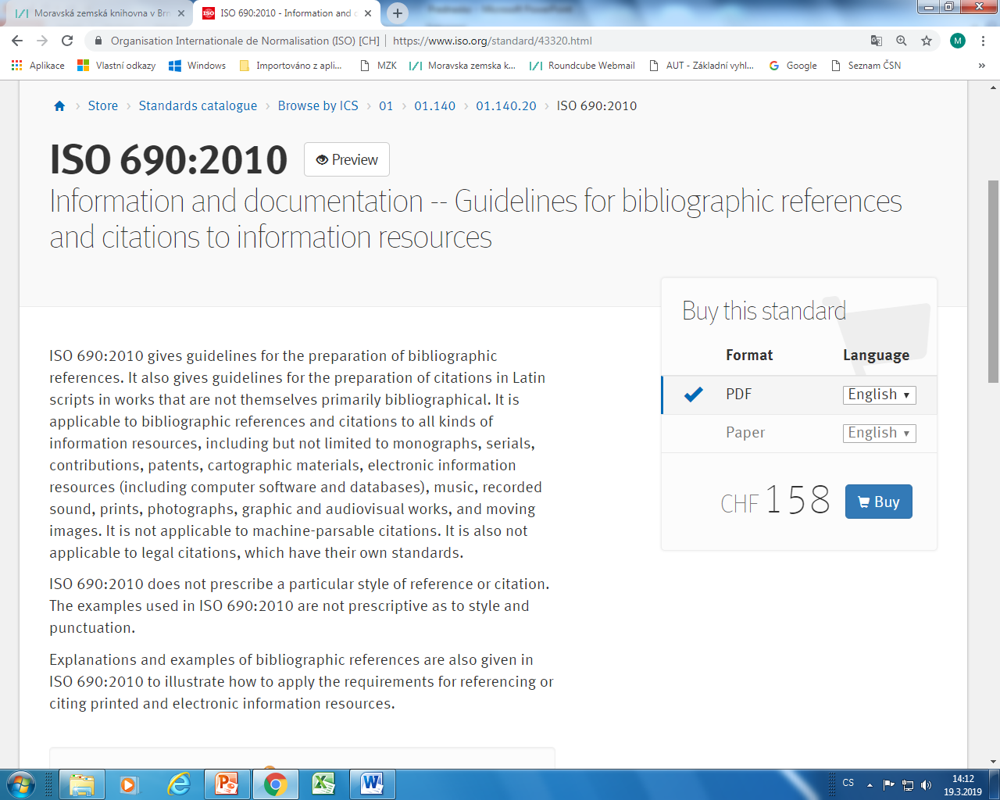 Moravská zemská knihovna v Brn
ISO 690:2010 - Information and d
Organisation Internationale de Normalisation (ISO) [CH] | https://www.iso.org/standard/43320.html
M
Aplikace Vlastní odkazy Windows Importováno z apli... MZK Moravska zemska k... Roundcube Webmail AUT - Základní vyhl... Google Seznam ČSN »
Store > Standards catalogue > Browse by ICS > 01 > 01.140 > 01.140.20 > ISO 690:2010
ISO 690:2010 Preview
Information and documentation -- Guidelines for bibliographic references
and citations to information resources
Buy this standard
Format Language
PDF English
Paper English
CHF 158 Buy
ISO 690:2010 gives guidelines for the preparation of bibliographic
references. It also gives guidelines for the preparation of citations in Latin
scripts in works that are not themselves primarily bibliographical. It is
applicable to bibliographic references and citations to all kinds of
information resources, including but not limited to monographs, serials,
contributions, patents, cartographic materials, electronic information
resources (including computer software and databases), music, recorded
sound, prints, photographs, graphic and audiovisual works, and moving
images. It is not applicable to machine-parsable citations. It is also not
applicable to legal citations, which have their own standards.
ISO 690:2010 does not prescribe a particular style of reference or citation.
The examples used in ISO 690:2010 are not prescriptive as to style and
punctuation.
Explanations and examples of bibliographic references are also given in
ISO 690:2010 to illustrate how to apply the requirements for referencing or
citing printed and electronic information resources.
CS
14:12
19.3.2019